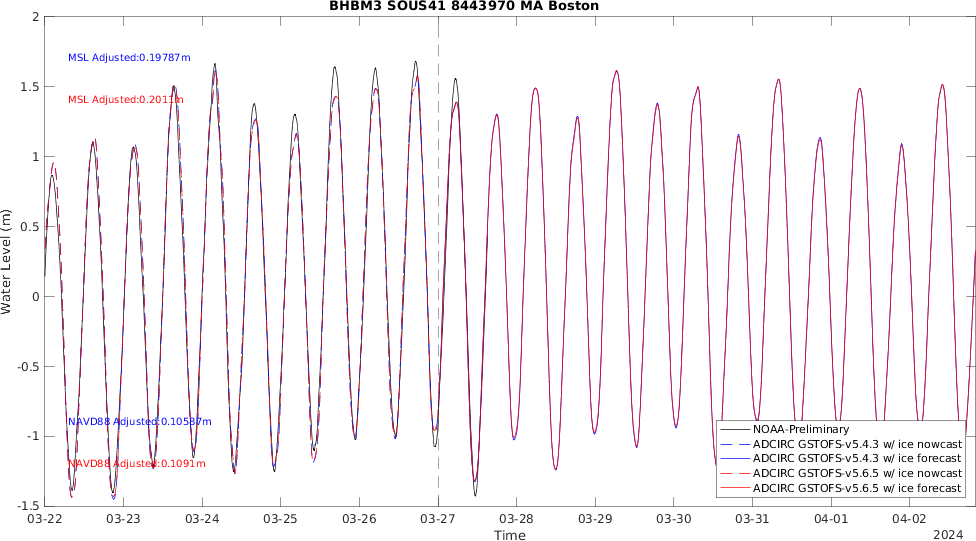 BHBM3 SOUS41 8443970 MA Boston
2
MSL Adjusted:0.19787m
1.5
MSL Adjusted:0.2011m
1
0.5
Water Level (m)
0
-0.5
NAVD88 Adjusted:0.10587m
-1
NAVD88 Adjusted:0.1091m
-1.5
NOAA-Preliminary
ADCIRC GSTOFS-v5.4.3 w/ ice nowcast
ADCIRC GSTOFS-v5.4.3 w/ ice forecast
ADCIRC GSTOFS-v5.6.5 w/ ice nowcast
ADCIRC GSTOFS-v5.6.5 w/ ice forecast
03-22 03-23 03-24 03-25 03-26 03-27 03-28 03-29 03-30 03-31 04-01 04-02
Time
2024